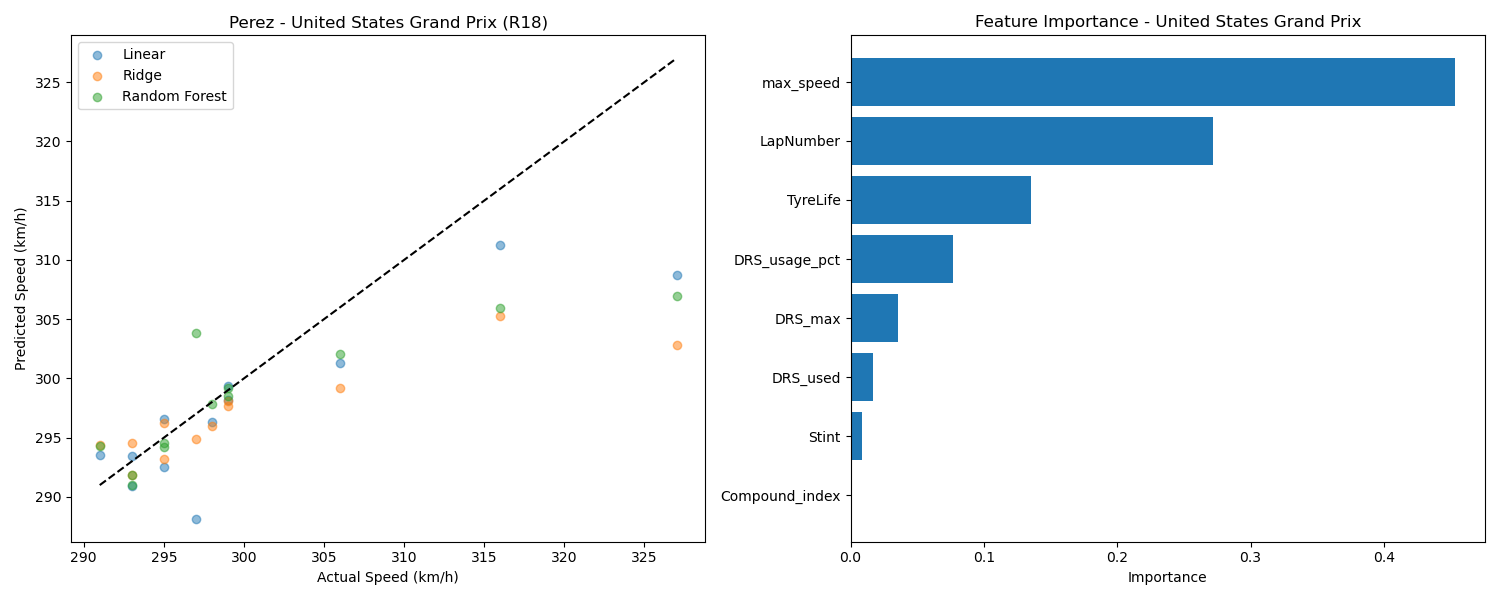 Perez - United States Grand Prix (R18)
Linear
Ridge
Random Forest
325
320
315
310
305
300
295
290
Predicted Speed (km/h)
290
295
300
305
310
315
320
325
Actual Speed (km/h)
Feature Importance - United States Grand Prix
max_speed
LapNumber
TyreLife
DRS_usage_pct
DRS_max
DRS_used
Stint
Compound_index
0.0
0.1
0.2
0.3
0.4
Importance